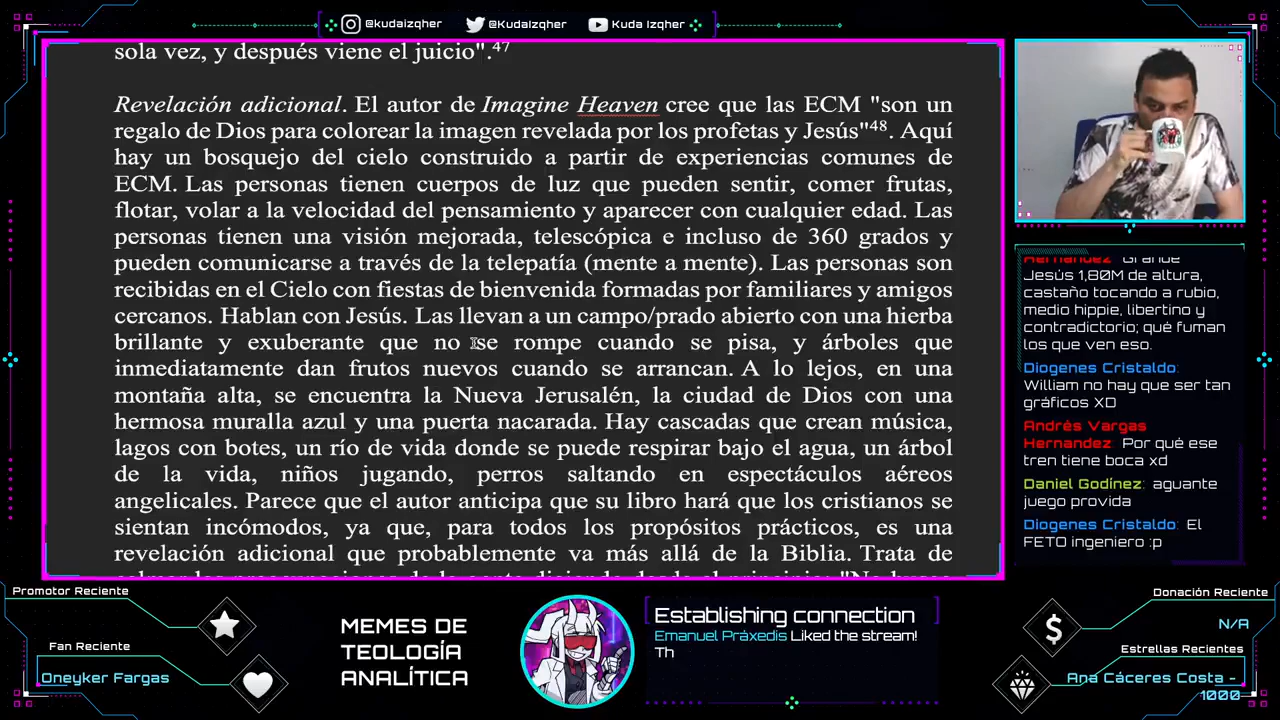 @kudaizqher @KudaIzqher Kuda Izqher
sola vez, y después viene el juicio".47
Revelación adicional. El autor de Imagine Heaven cree que las ECM "son un
regalo de Dios para colorear la imagen revelada por los profetas y Jesús"48. Aquí
hay un bosquejo del cielo construido a partir de experiencias comunes de
ECM. Las personas tienen cuerpos de luz que pueden sentir, comer frutas,
flotar, volar a la velocidad del pensamiento y aparecer con cualquier edad. Las
personas tienen una visión mejorada, telescópica e incluso de 360 grados y
pueden comunicarse a través de la telepatía (mente a mente). Las personas son
recibidas en el Cielo con fiestas de bienvenida formadas por familiares y amigos
cercanos. Hablan con Jesús. Las llevan a un campo/prado abierto con una hierba
brillante y exuberante que no se rompe cuando se pisa, y árboles que
inmediatamente dan frutos nuevos cuando se arrancan. A lo lejos, en una
montaña alta, se encuentra la Nueva Jerusalén, la ciudad de Dios con una
hermosa muralla azul y una puerta nacarada. Hay cascadas que crean música,
lagos con botes, un río de vida donde se puede respirar bajo el agua, un árbol
de la vida, niños jugando, perros saltando en espectáculos aéreos
angelicales. Parece que el autor anticipa que su libro hará que los cristianos se
sientan incómodos, ya que, para todos los propósitos prácticos, es una
revelación adicional que probablemente va más allá de la Biblia. Trata de
Hernandez: Grande
Jesús 1,80M de altura,
castaño tocando a rubio,
medio hippie, libertino y
contradictorio; qué fuman
los que ven eso.
Diogenes Cristaldo:
William no hay que ser tan
gráficos XD
Andrés Vargas
Hernandez: Por qué ese
tren tiene boca xd
Daniel Godínez: aguante
juego provida
Diogenes Cristaldo: El
FETO ingeniero :p
Promotor Reciente
Fan Reciente
Oneyker Fargas
MEMES DE
TEOLOGÍA
ANALÍTICA
Establishing connection
Emanuel Práxedis Liked the stream!
Th
Donación Reciente
N/A
Estrellas Recientes
Ana Cáceres Costa -
1000